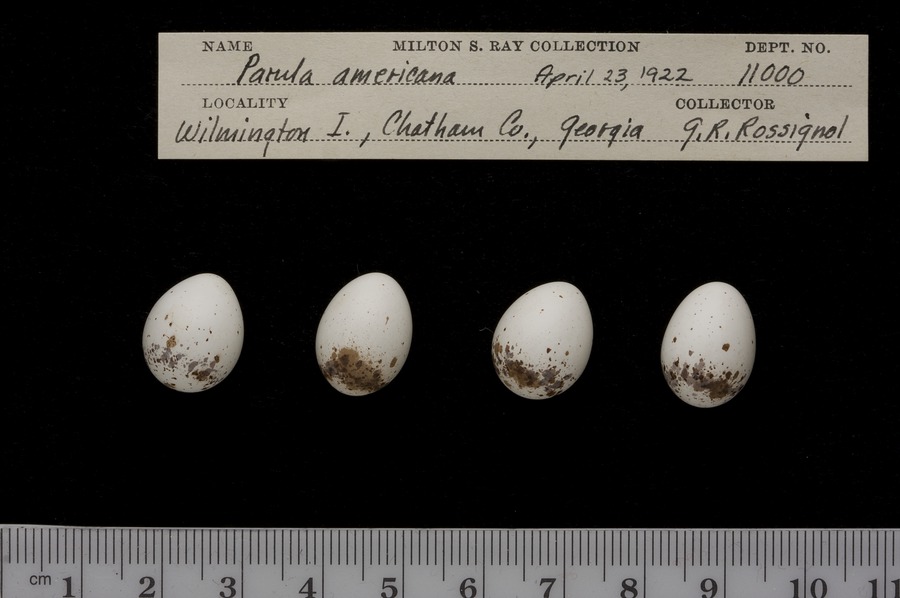 NAME MILTON S. RAY COLLECTION DEPT. NO.
Parula americana April 23, 1922 11000
LOCALITY COLLECTOR
Wilmington I., Chatham Co., Georgia G.R. Rossignol
cm 1 2 3 4 5 6 7 8 9 10 11